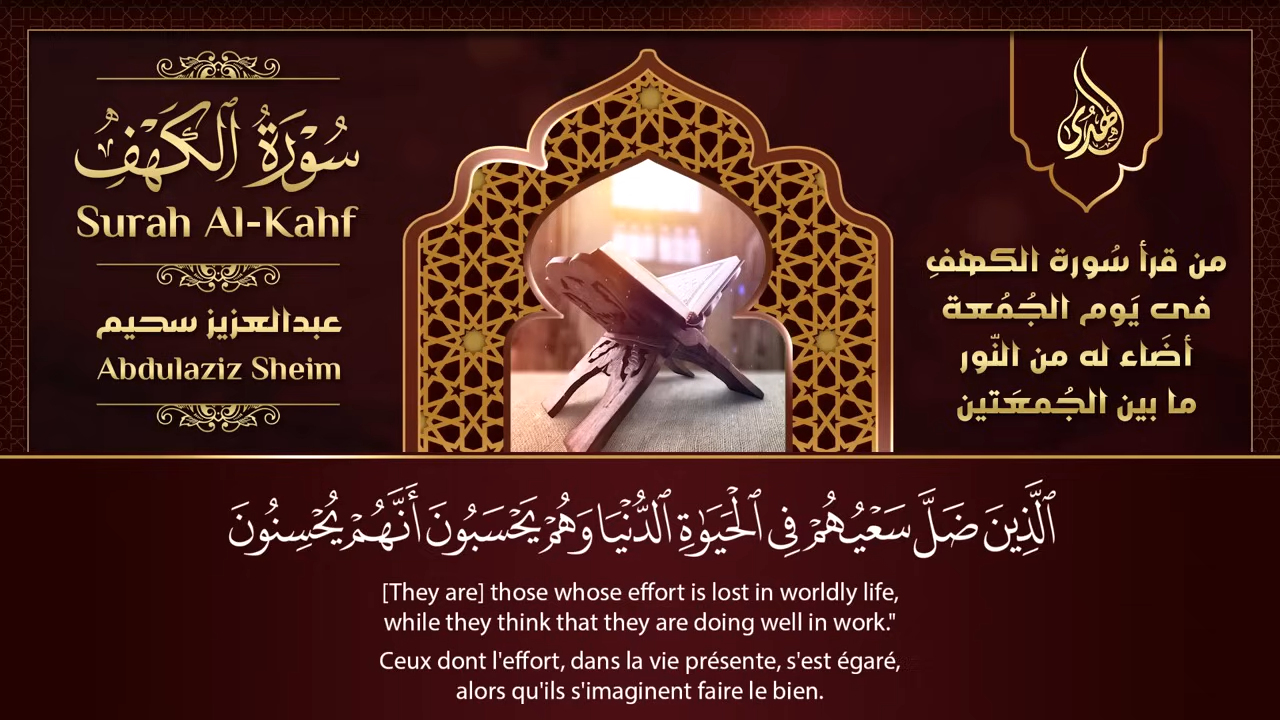 سُورَةُ ٱلْكَهْفُ
Surah Al-Kahf
عبدالعزيز سحيم
Abdulaziz Sheim
الهدى
من قرأ سُورة الكهفِ
فى يَوم الجُمُعة
أضَاء له من النّور
ما بين الجُمعَتين
ٱلَّذِينَ ضَلَّ سَعْيُهُمْ فِى ٱلْحَيَوٰةِ ٱلدُّنْيَا وَهُمْ يَحْسَبُونَ أَنَّهُمْ يُحْسِنُونَ
[They are] those whose effort is lost in worldly life,
while they think that they are doing well in work."
Ceux dont l'effort, dans la vie présente, s'est égaré,
alors qu'ils s'imaginent faire le bien.